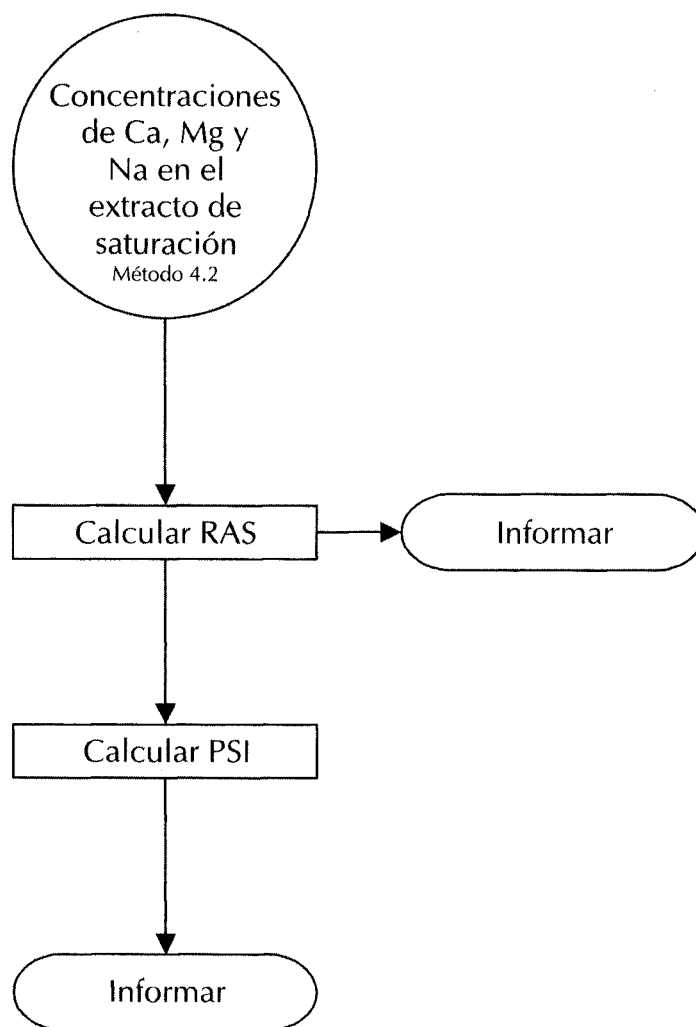 Concentraciones
de Ca, Mg y
Na en el
extracto de
saturación
Método 4.2
Calcular RAS
Informar
Calcular PSI
Informar